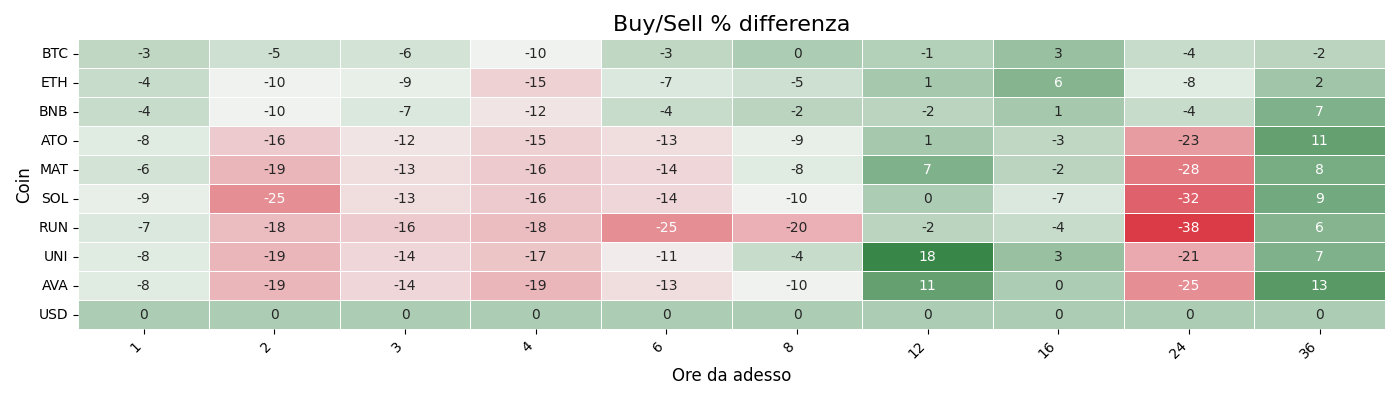 Buy/Sell % differenza
Coin
BTC -3 -5 -6 -10 -3 0 -1 3 -4 -2
ETH -4 -10 -9 -15 -7 -5 1 6 -8 2
BNB -4 -10 -7 -12 -4 -2 -2 1 -4 7
ATO -8 -16 -12 -15 -13 -9 1 -3 -23 11
MAT -6 -19 -13 -16 -14 -8 7 -2 -28 8
SOL -9 -25 -13 -16 -14 -10 0 -7 -32 9
RUN -7 -18 -16 -18 -25 -20 -2 -4 -38 6
UNI -8 -19 -14 -17 -11 -4 18 3 -21 7
AVA -8 -19 -14 -19 -13 -10 11 0 -25 13
USD 0 0 0 0 0 0 0 0 0 0
1 2 3 4 6 8 12 16 24 36
Ore da adesso